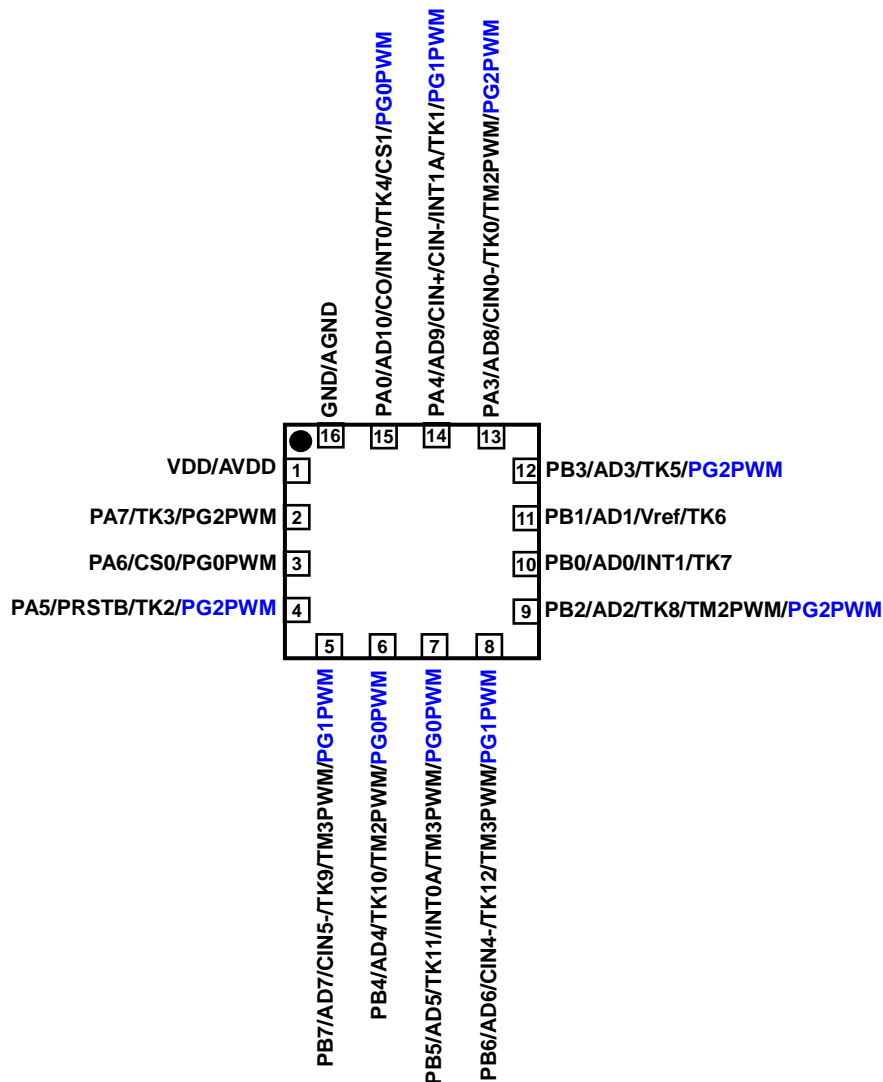 GND/AGND
PA0/AD10/CO/INT0/TK4/CS1/PG0PWM
PA4/AD9/CIN+/CIN-/INT1A/TK1/PG1PWM
PA3/AD8/CIN0-/TK0/TM2PWM/PG2PWM
16
15
14
13
VDD/AVDD
1
PA7/TK3/PG2PWM
2
PA6/CS0/PG0PWM
3
PA5/PRSTB/TK2/PG2PWM
4
12
PB3/AD3/TK5/PG2PWM
11
PB1/AD1/Vref/TK6
10
PB0/AD0/INT1/TK7
9
PB2/AD2/TK8/TM2PWM/PG2PWM
5
6
7
8
PB7/AD7/CIN5-/TK9/TM3PWM/PG1PWM
PB4/AD4/TK10/TM2PWM/PG0PWM
PB5/AD5/TK11/INT0A/TM3PWM/PG0PWM
PB6/AD6/CIN4-/TK12/TM3PWM/PG1PWM